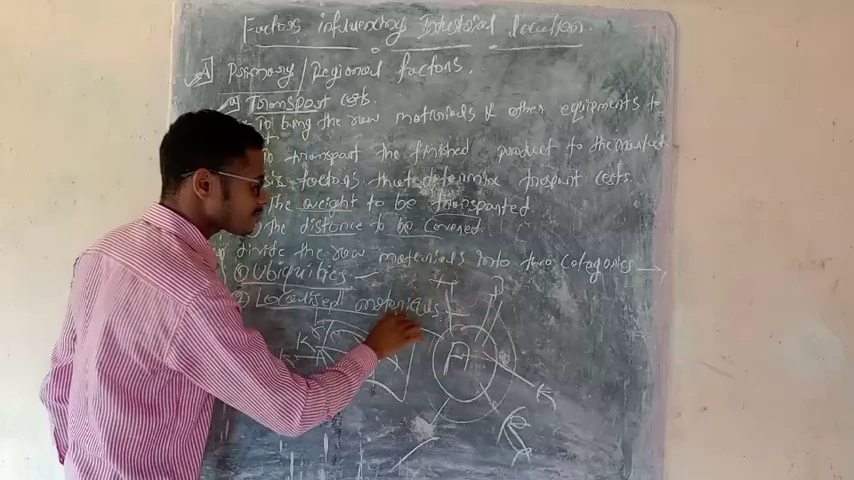 Factors influencing Industrial location.
A Primary/Regional factors.
a) Transport costs.
To bring the raw materials & other equipments to
To transport the finished product to the market
factors that determine transport costs.
The weight to be transported
the distance to be covered.
divide the raw materials into two categories →
① Ubiquities —
② Localised materials —